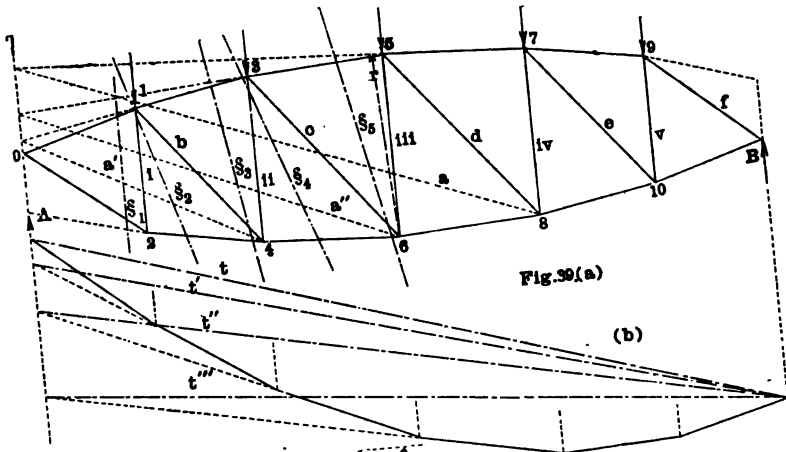 1 3 5 7 9
r
0 a' b c d e f
§1 §2 §3 §4 §5
i ii iii iv v
a" a
A B
2 4 6 8 10
Fig.39(a)
t
t'
t"
t'"
(b)